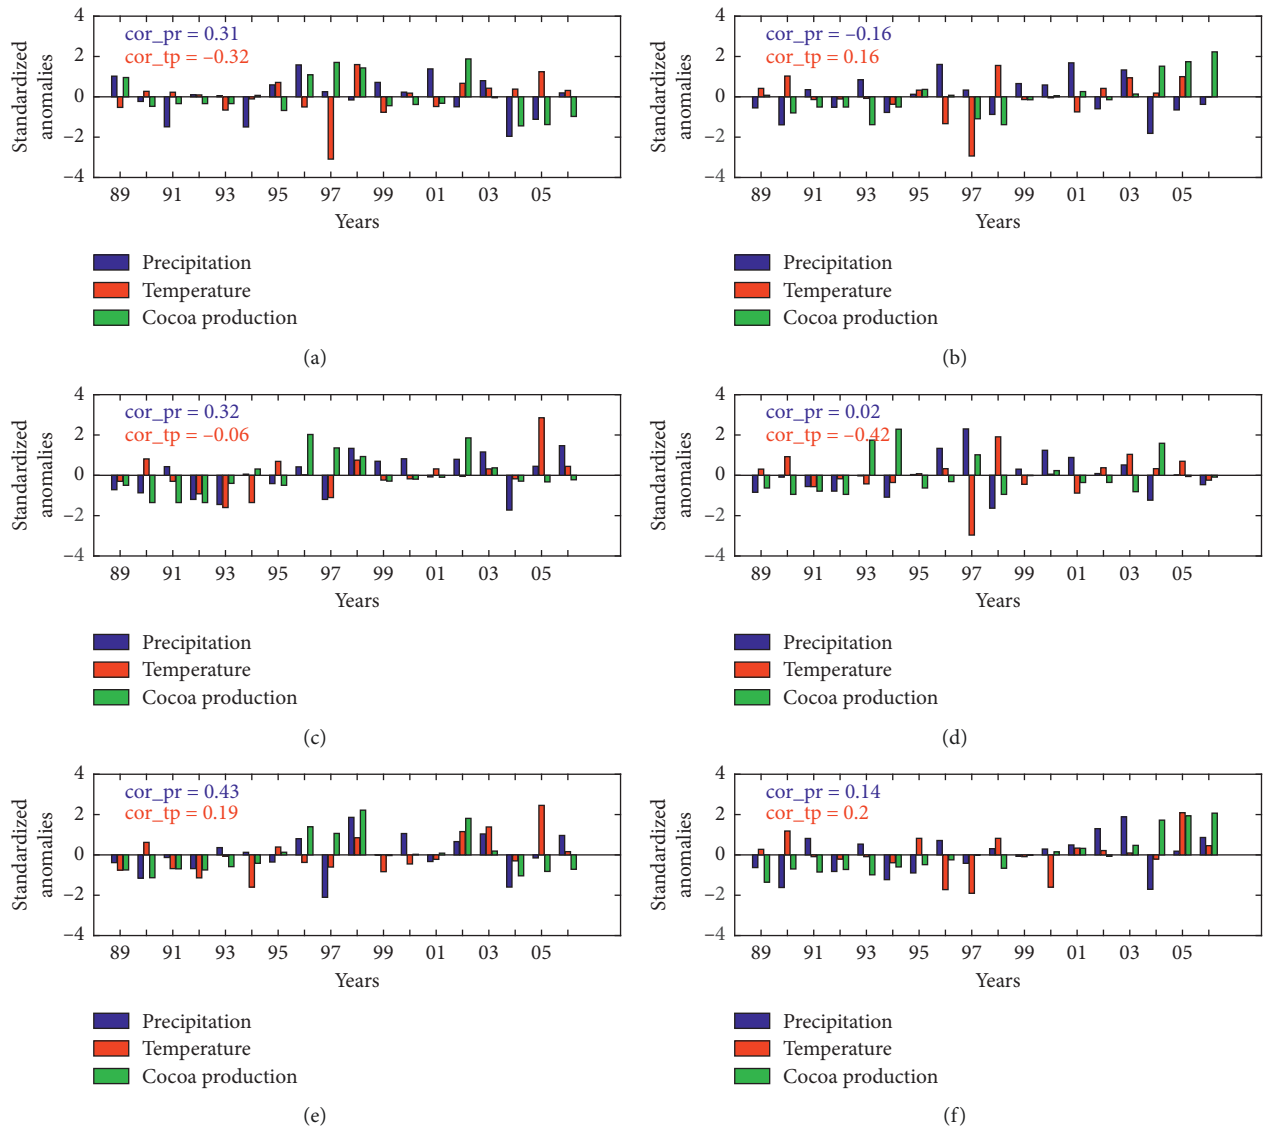 Standardized
anomalies
4
2
0
−2
−4
cor_pr = 0.31
cor_tp = −0.32
89 91 93 95 97 99 01 03 05
Years
Precipitation
Temperature
Cocoa production
(a)
Standardized
anomalies
4
2
0
−2
−4
cor_pr = −0.16
cor_tp = 0.16
89 91 93 95 97 99 01 03 05
Years
Precipitation
Temperature
Cocoa production
(b)
Standardized
anomalies
4
2
0
−2
−4
cor_pr = 0.32
cor_tp = −0.06
89 91 93 95 97 99 01 03 05
Years
Precipitation
Temperature
Cocoa production
(c)
Standardized
anomalies
4
2
0
−2
−4
cor_pr = 0.02
cor_tp = −0.42
89 91 93 95 97 99 01 03 05
Years
Precipitation
Temperature
Cocoa production
(d)
Standardized
anomalies
4
2
0
−2
−4
cor_pr = 0.43
cor_tp = 0.19
89 91 93 95 97 99 01 03 05
Years
Precipitation
Temperature
Cocoa production
(e)
Standardized
anomalies
4
2
0
−2
−4
cor_pr = 0.14
cor_tp = 0.2
89 91 93 95 97 99 01 03 05
Years
Precipitation
Temperature
Cocoa production
(f)